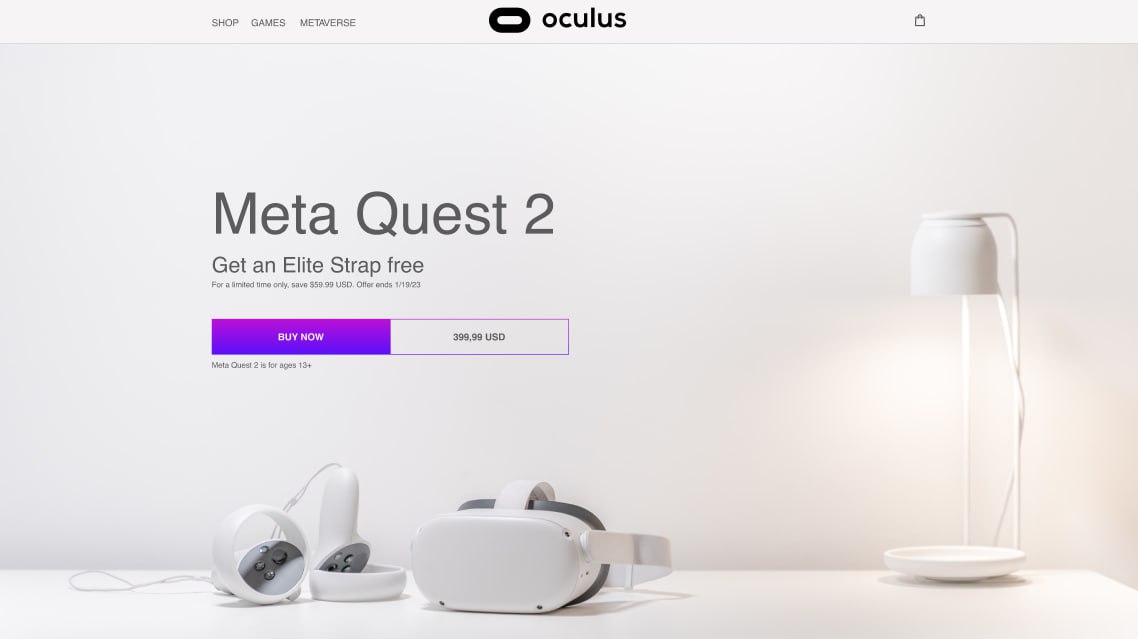 SHOP GAMES METAVERSE oculus
Meta Quest 2
Get an Elite Strap free
For a limited time only, save $59.99 USD. Offer ends 1/19/23
BUY NOW 399,99 USD
Meta Quest 2 is for ages 13+